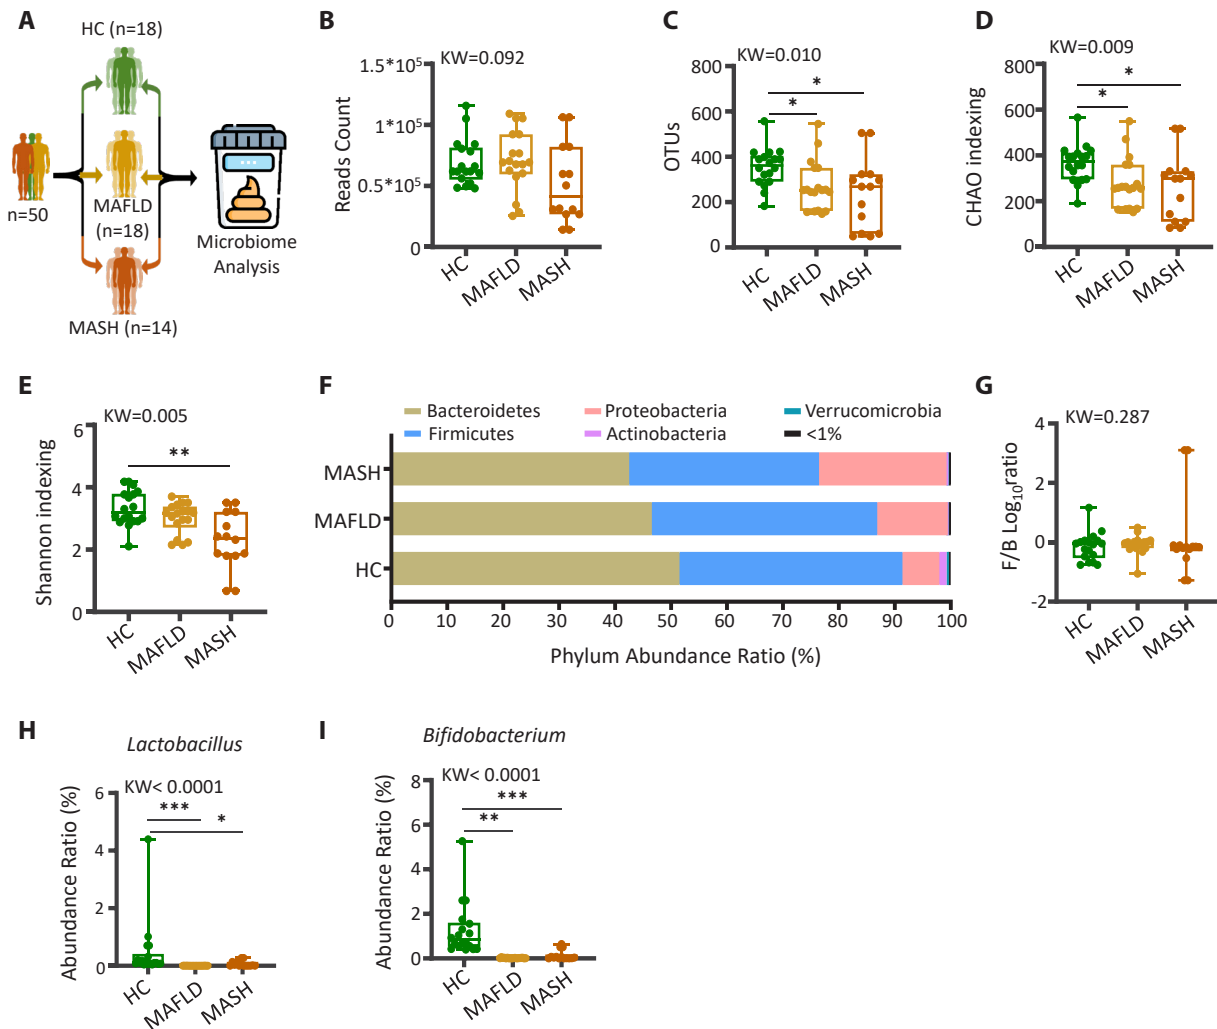 A
HC (n=18)
n=50
MAFLD
(n=18)
MASH (n=14)
Microbiome
Analysis
B
KW=0.092
Reads Count
1.5*10⁵
1*10⁵
0.5*10⁵
0
HC
MAFLD
MASH
C
KW=0.010
OTUs
800
600
400
200
0
*
*
HC
MAFLD
MASH
D
KW=0.009
CHAO indexing
800
600
400
200
0
*
*
HC
MAFLD
MASH
E
KW=0.005
Shannon indexing
6
4
2
0
**
HC
MAFLD
MASH
F
Bacteroidetes
Proteobacteria
Verrucomicrobia
Firmicutes
Actinobacteria
<1%
MASH
MAFLD
HC
0 10 20 30 40 50 60 70 80 90 100
Phylum Abundance Ratio (%)
G
KW=0.287
F/B Log₁₀ratio
4
2
0
-2
HC
MAFLD
MASH
H
Lactobacillus
KW< 0.0001
Abundance Ratio (%)
6
4
2
0
***
*
HC
MAFLD
MASH
I
Bifidobacterium
KW< 0.0001
Abundance Ratio (%)
8
6
4
2
0
***
**
HC
MAFLD
MASH